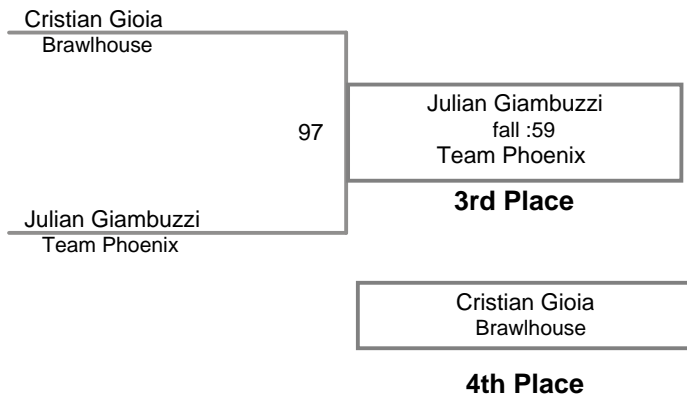 Cristian Gioia
Brawlhouse
97
Julian Giambuzzi
fall :59
Team Phoenix
3rd Place
Julian Giambuzzi
Team Phoenix
Cristian Gioia
Brawlhouse
4th Place